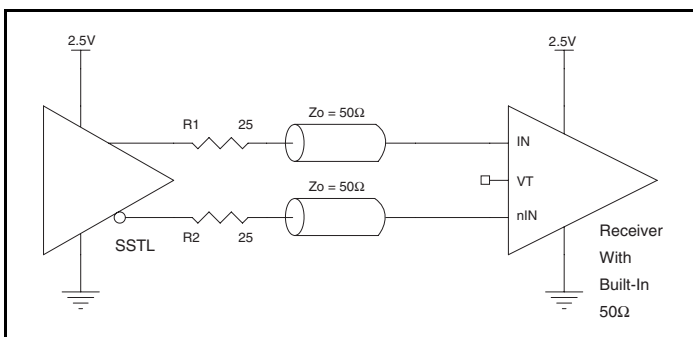 2.5V
2.5V
R1
25
Zo = 50Ω
IN
VT
Zo = 50Ω
nIN
SSTL
R2
25
Receiver
With
Built-In
50Ω